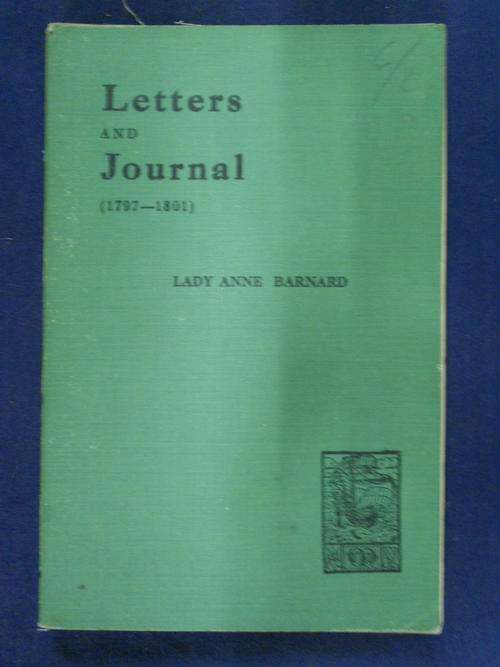 Letters
AND
Journal
(1797—1801)
LADY ANNE BARNARD